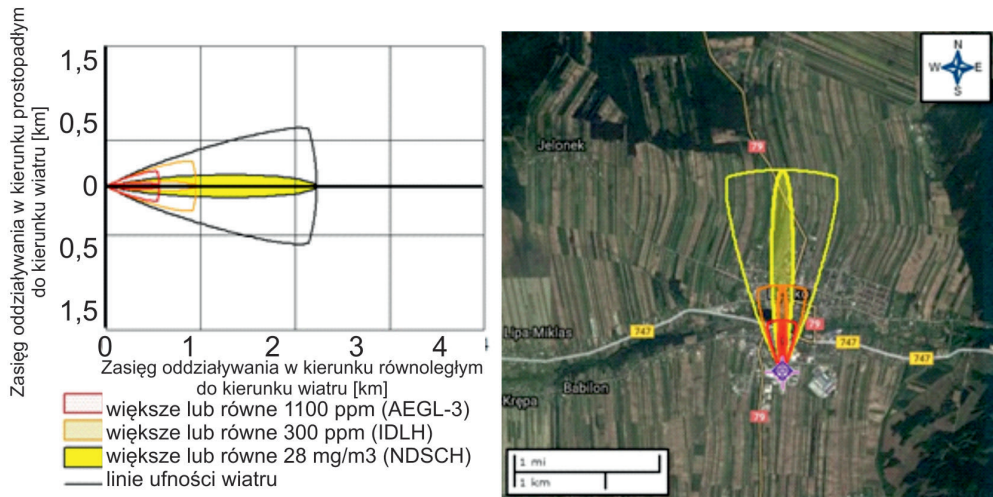 Zasięg oddziaływania w kierunku prostopadłym
do kierunku wiatru [km]
1,5
0,5
0
0,5
1,5
0 1 2 3 4
Zasięg oddziaływania w kierunku równoległym
do kierunku wiatru [km]
większe lub równe 1100 ppm (AEGL-3)
większe lub równe 300 ppm (IDLH)
większe lub równe 28 mg/m3 (NDSCH)
linie ufności wiatru
N
W E
S
79
Jelonek
79
Lipa-Miklas
747
747
747
Babilon
Krępa
79
1 mi
1 km